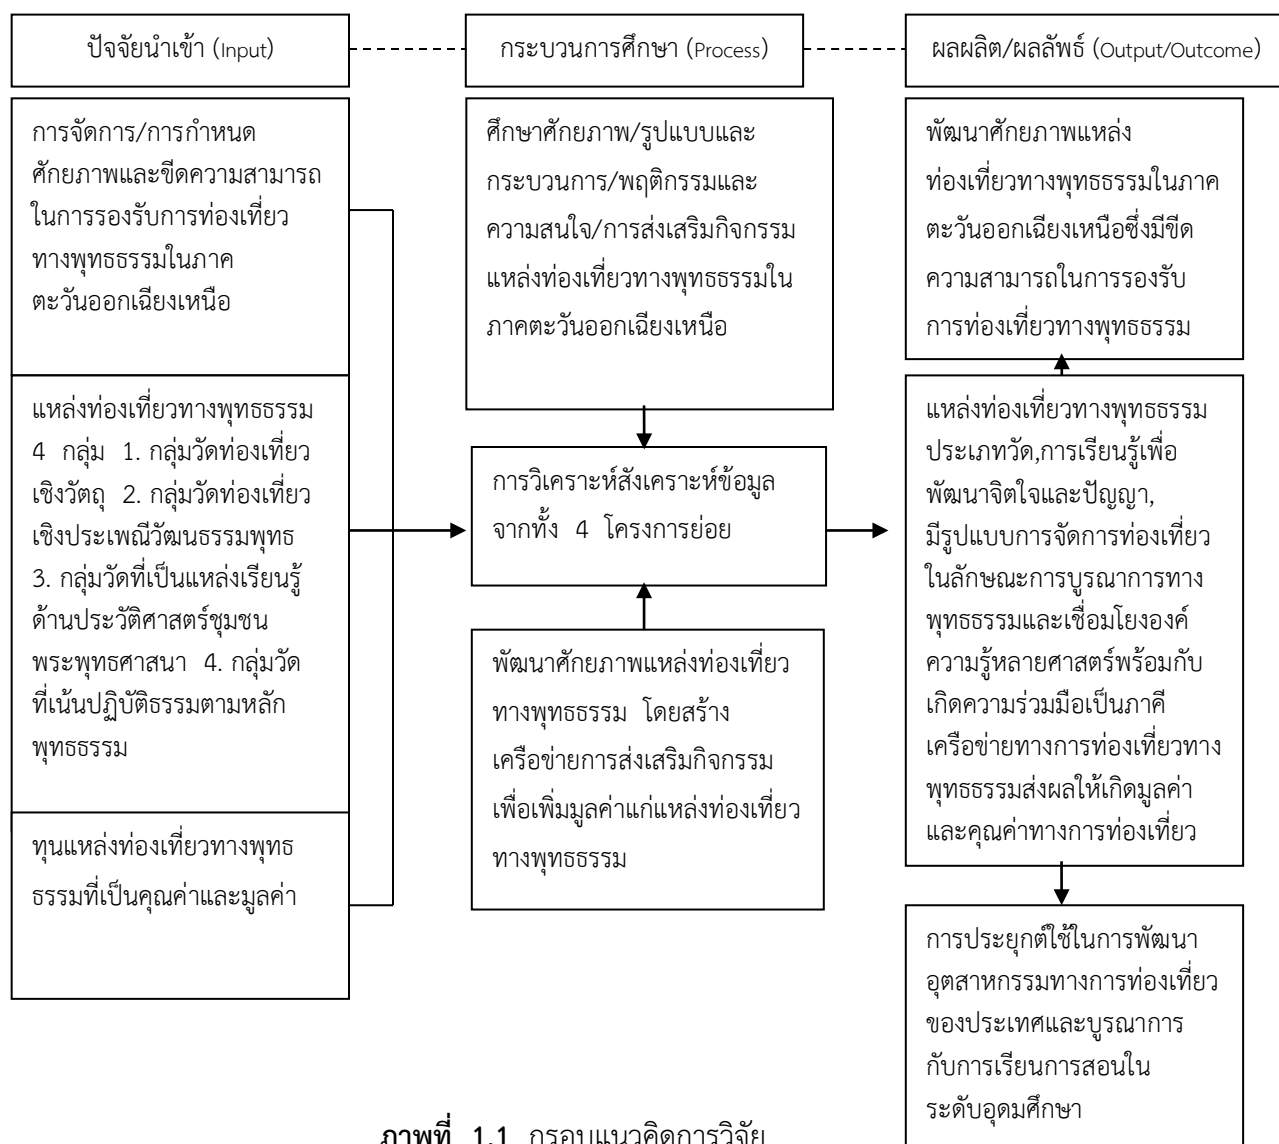 ปัจจัยนำเข้า (Input)
กระบวนการศึกษา (Process)
ผลผลิต/ผลลัพธ์ (Output/Outcome)
การจัดการ/การกำหนด
ศักยภาพและขีดความสามารถ
ในการรองรับการท่องเที่ยว
ทางพุทธธรรมในภาค
ตะวันออกเฉียงเหนือ
แหล่งท่องเที่ยวทางพุทธธรรม
4 กลุ่ม 1. กลุ่มวัดท่องเที่ยว
เชิงวัตถุ 2. กลุ่มวัดท่องเที่ยว
เชิงประเพณีวัฒนธรรมพุทธ
3. กลุ่มวัดที่เป็นแหล่งเรียนรู้
ด้านประวัติศาสตร์ชุมชน
พระพุทธศาสนา 4. กลุ่มวัด
ที่เน้นปฏิบัติธรรมตามหลัก
พุทธธรรม
ทุนแหล่งท่องเที่ยวทางพุทธ
ธรรมที่เป็นคุณค่าและมูลค่า
ศึกษาศักยภาพ/รูปแบบและ
กระบวนการ/พฤติกรรมและ
ความสนใจ/การส่งเสริมกิจกรรม
แหล่งท่องเที่ยวทางพุทธธรรมใน
ภาคตะวันออกเฉียงเหนือ
การวิเคราะห์สังเคราะห์ข้อมูล
จากทั้ง 4 โครงการย่อย
พัฒนาศักยภาพแหล่งท่องเที่ยว
ทางพุทธธรรม โดยสร้าง
เครือข่ายการส่งเสริมกิจกรรม
เพื่อเพิ่มมูลค่าแก่แหล่งท่องเที่ยว
ทางพุทธธรรม
พัฒนาศักยภาพแหล่ง
ท่องเที่ยวทางพุทธธรรมในภาค
ตะวันออกเฉียงเหนือซึ่งมีขีด
ความสามารถในการรองรับ
การท่องเที่ยวทางพุทธธรรม
แหล่งท่องเที่ยวทางพุทธธรรม
ประเภทวัด,การเรียนรู้เพื่อ
พัฒนาจิตใจและปัญญา,
มีรูปแบบการจัดการท่องเที่ยว
ในลักษณะการบูรณาการทาง
พุทธธรรมและเชื่อมโยงองค์
ความรู้หลายศาสตร์พร้อมกับ
เกิดความร่วมมือเป็นภาคี
เครือข่ายทางการท่องเที่ยวทาง
พุทธธรรมส่งผลให้เกิดมูลค่า
และคุณค่าทางการท่องเที่ยว
การประยุกต์ใช้ในการพัฒนา
อุตสาหกรรมทางการท่องเที่ยว
ของประเทศและบูรณาการ
กับการเรียนการสอนใน
ระดับอุดมศึกษา
ภาพที่ 1.1 กรอบแนวคิดการวิจัย